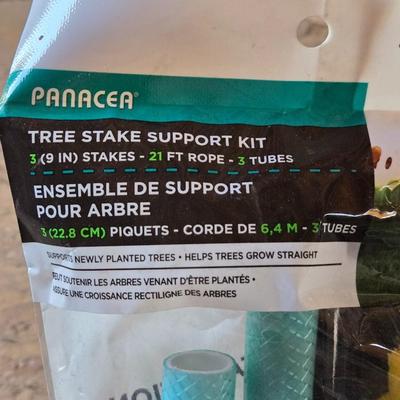 PANACEA®
TREE STAKE SUPPORT KIT
3 (9 IN) STAKES - 21 FT ROPE - 3 TUBES
ENSEMBLE DE SUPPORT
POUR ARBRE
3 (22.8 CM) PIQUETS - CORDE DE 6,4 M - 3 TUBES
SUPPORTS NEWLY PLANTED TREES • HELPS TREES GROW STRAIGHT
PEUT SOUTENIR LES ARBRES VENANT D'ÊTRE PLANTÉS •
ASSURE UNE CROISSANCE RECTILIGNE DES ARBRES